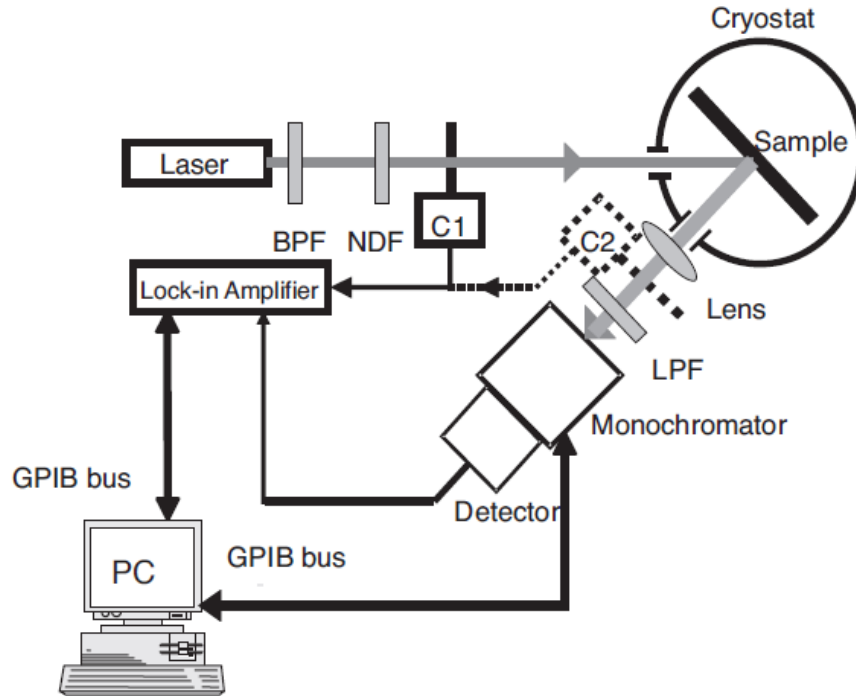 Cryostat
Sample
Laser
C1
C2
BPF NDF
Lock-in Amplifier
Lens
LPF
Monochromator
GPIB bus
Detector
GPIB bus
PC